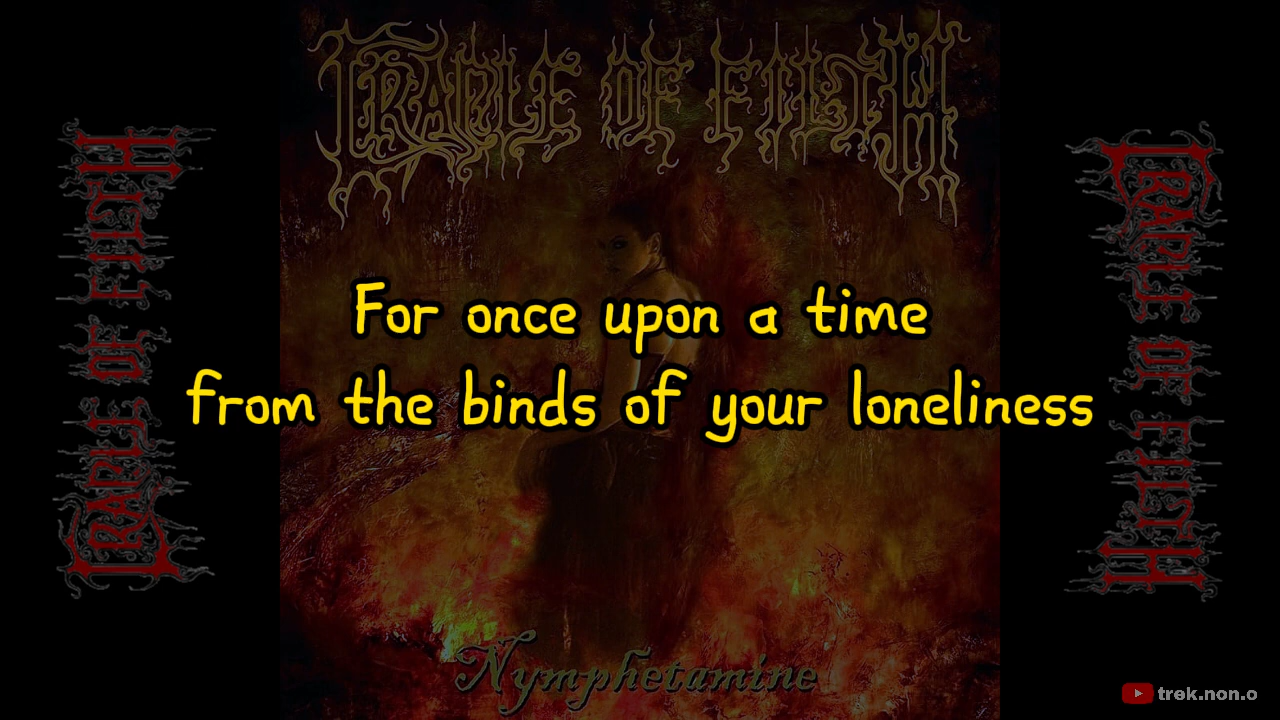 CRADLE OF FILTH
CRADLE OF FILTH
CRADLE OF FILTH
For once upon a time
from the binds of your loneliness
Nymphetamine
trek.non.o